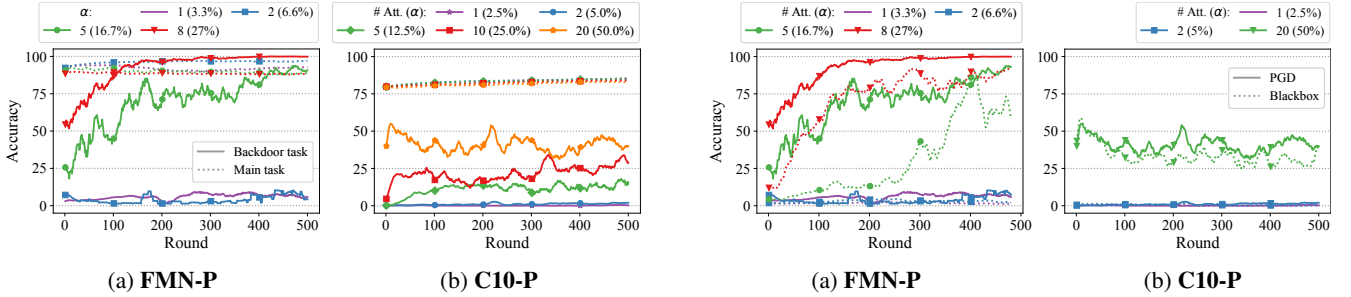 α: 1 (3.3%) 2 (6.6%)
5 (16.7%) 8 (27%)
100
75
50
25
0
Accuracy
Backdoor task
Main task
0 100 200 300 400 500
Round
(a) FMN-P
# Att. (α): 1 (2.5%) 2 (5.0%)
5 (12.5%) 10 (25.0%) 20 (50.0%)
100
75
50
25
0
0 100 200 300 400 500
Round
(b) C10-P
# Att. (α): 1 (3.3%) 2 (6.6%)
5 (16.7%) 8 (27%)
100
75
50
25
0
Accuracy
0 100 200 300 400 500
Round
(a) FMN-P
# Att. (α): 1 (2.5%)
2 (5%) 20 (50%)
100
75
50
25
0
PGD
Blackbox
0 100 200 300 400 500
Round
(b) C10-P